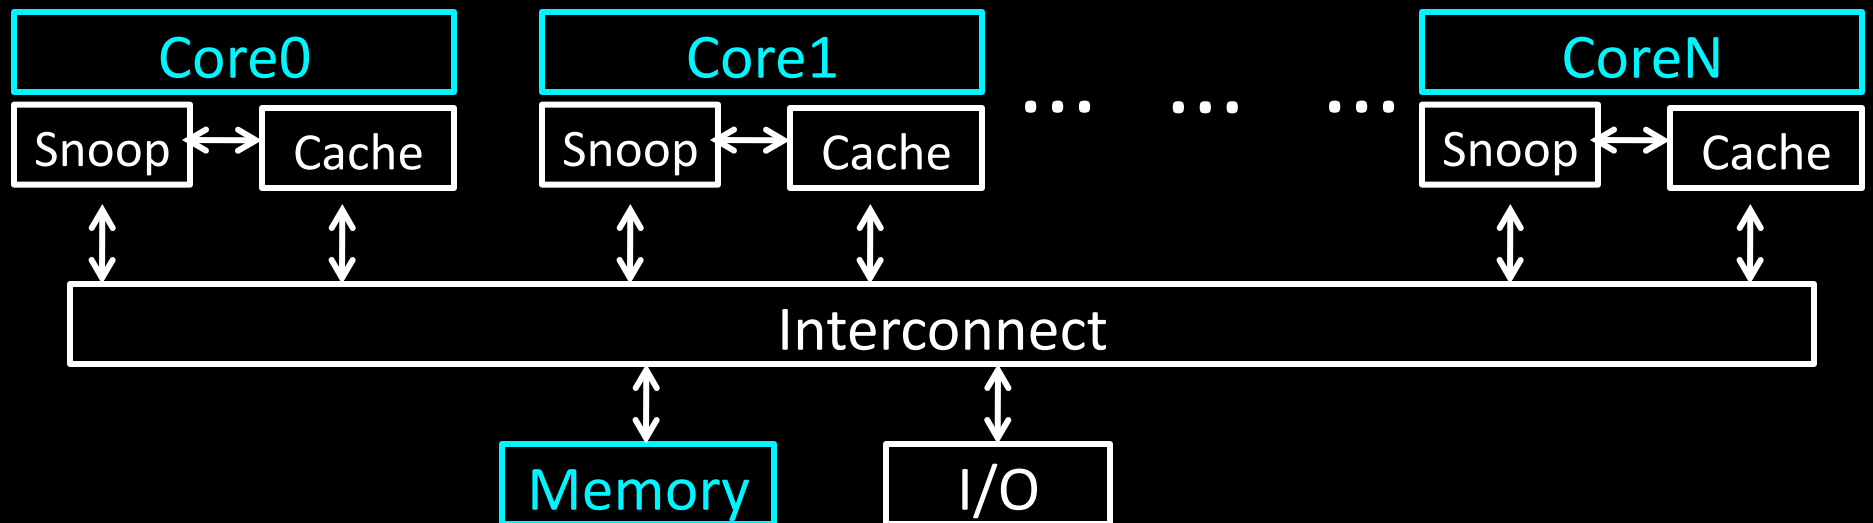 Core0 Core1 CoreN
... ... ...
Snoop Cache Snoop Cache Snoop Cache
Interconnect
Memory I/O